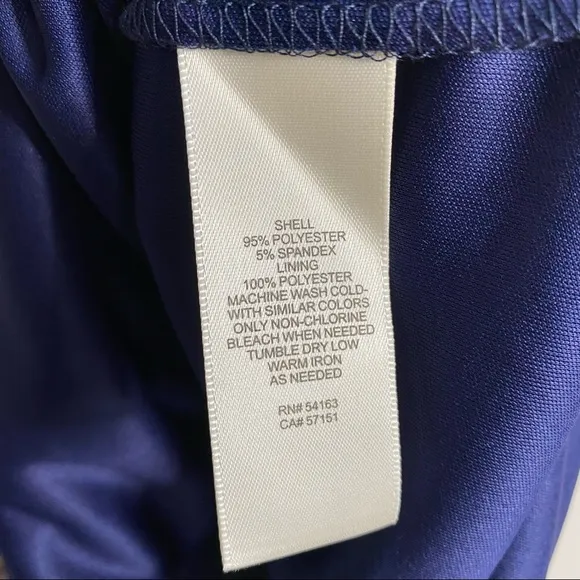 SHELL
95% POLYESTER
5% SPANDEX
LINING
100% POLYESTER
MACHINE WASH COLD-
WITH SIMILAR COLORS
ONLY NON-CHLORINE
BLEACH WHEN NEEDED
TUMBLE DRY LOW
WARM IRON
AS NEEDED
RN# 54163
CA# 57151